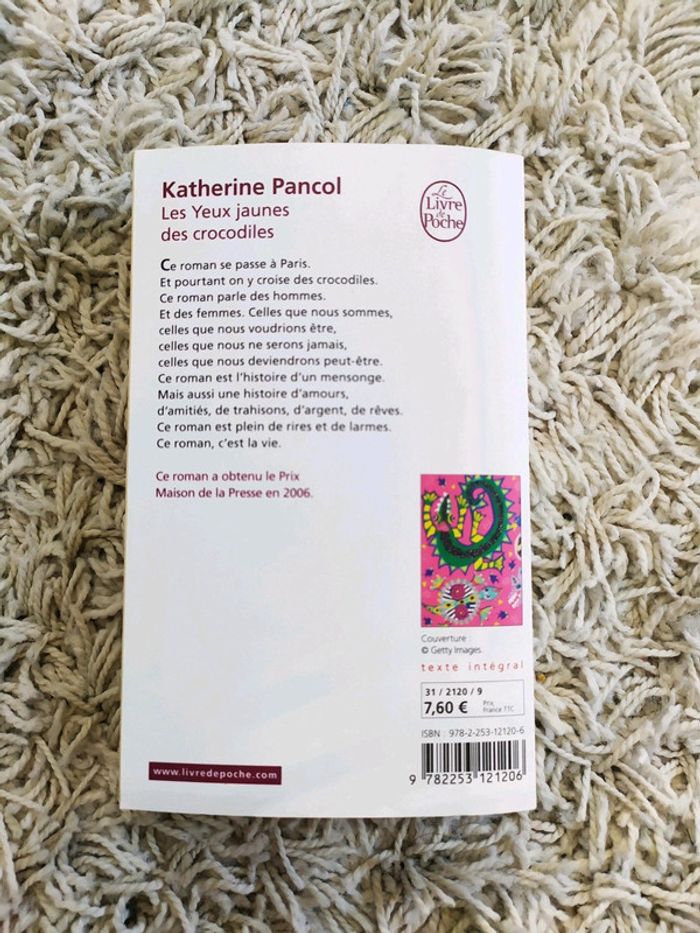 Katherine Pancol
Les Yeux jaunes
des crocodiles
Le
Livre
de
Poche
Ce roman se passe à Paris.
Et pourtant on y croise des crocodiles.
Ce roman parle des hommes.
Et des femmes. Celles que nous sommes,
celles que nous voudrions être,
celles que nous ne serons jamais,
celles que nous deviendrons peut-être.
Ce roman est l'histoire d'un mensonge.
Mais aussi une histoire d'amours,
d'amitiés, de trahisons, d'argent, de rêves.
Ce roman est plein de rires et de larmes.
Ce roman, c'est la vie.
Ce roman a obtenu le Prix
Maison de la Presse en 2006.
Couverture :
© Getty Images.
texte intégral
31 / 2120 / 9
7,60 € Prix
France TTC
ISBN : 978-2-253-12120-6
9 782253 121206
www.livredepoche.com